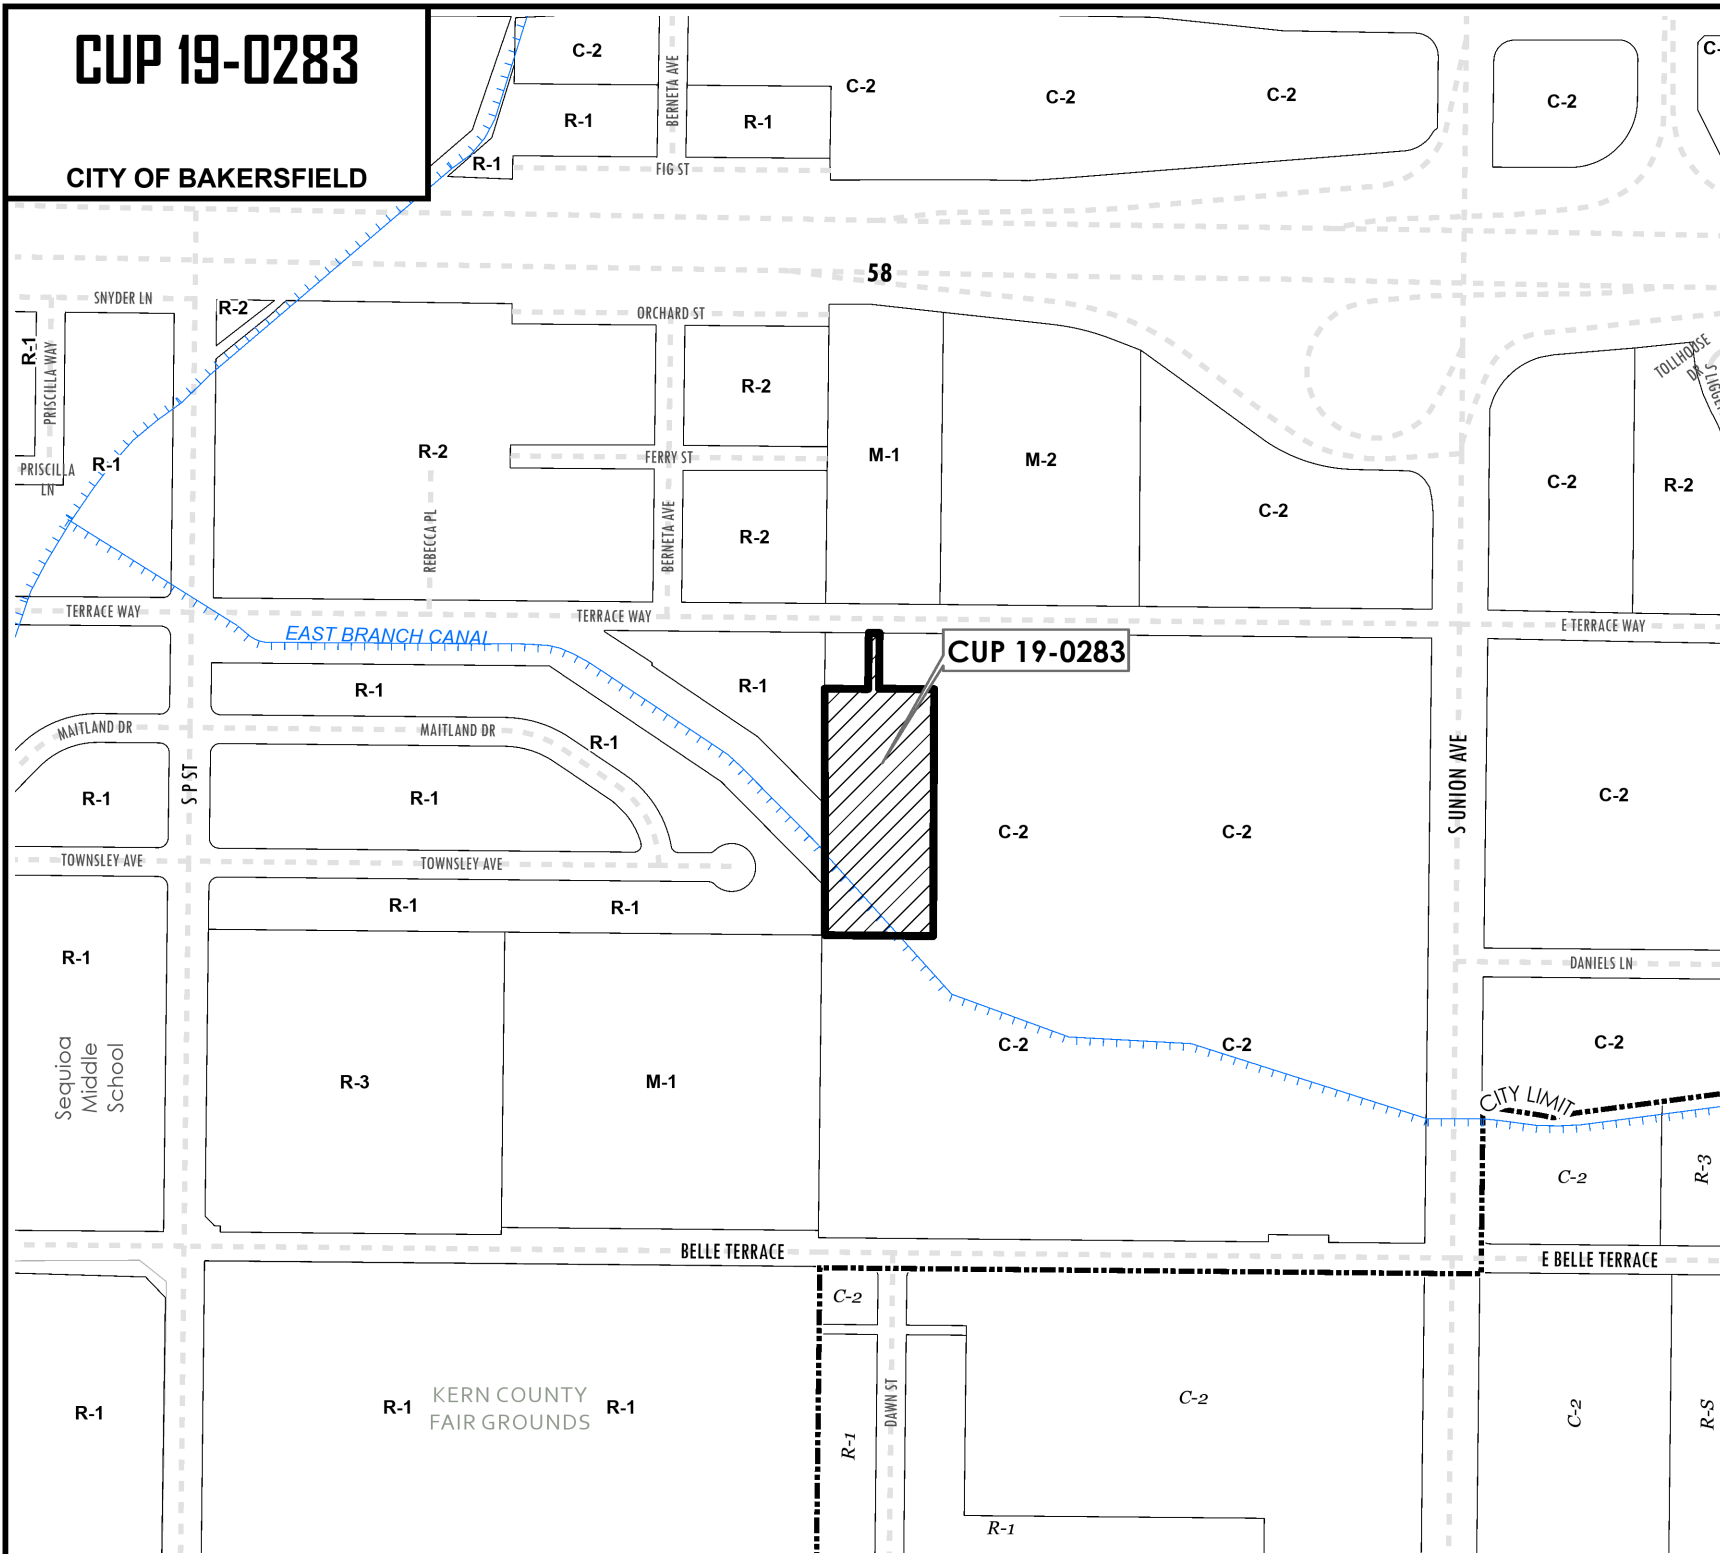 CUP 19-0283
CITY OF BAKERSFIELD
C-2
BERNETA AVE
R-1
R-1
R-1
FIG ST
C-2
C-2
C-2
C-2
58
SNYDER LN
R-2
ORCHARD ST
R-1
PRISCILLA WAY
PRISCILLA
LN
R-1
R-2
R-2
FERRY ST
R-2
REBECCA PL
BERNETA AVE
M-1
M-2
C-2
C-2
R-2
TOLLHOUSE
DR
TERRACE WAY
TERRACE WAY
E TERRACE WAY
EAST BRANCH CANAL
CUP 19-0283
R-1
R-1
MAITLAND DR
MAITLAND DR
R-1
R-1
S P ST
R-1
S UNION AVE
C-2
C-2
C-2
TOWNSLEY AVE
TOWNSLEY AVE
R-1
R-1
R-1
DANIELS LN
Sequioa
Middle
School
R-3
M-1
C-2
C-2
C-2
CITY LIMIT
C-2
R-3
BELLE TERRACE
E BELLE TERRACE
C-2
R-1
R-1
KERN COUNTY
FAIR GROUNDS
R-1
R-1
DAWN ST
C-2
C-2
R-S
R-1